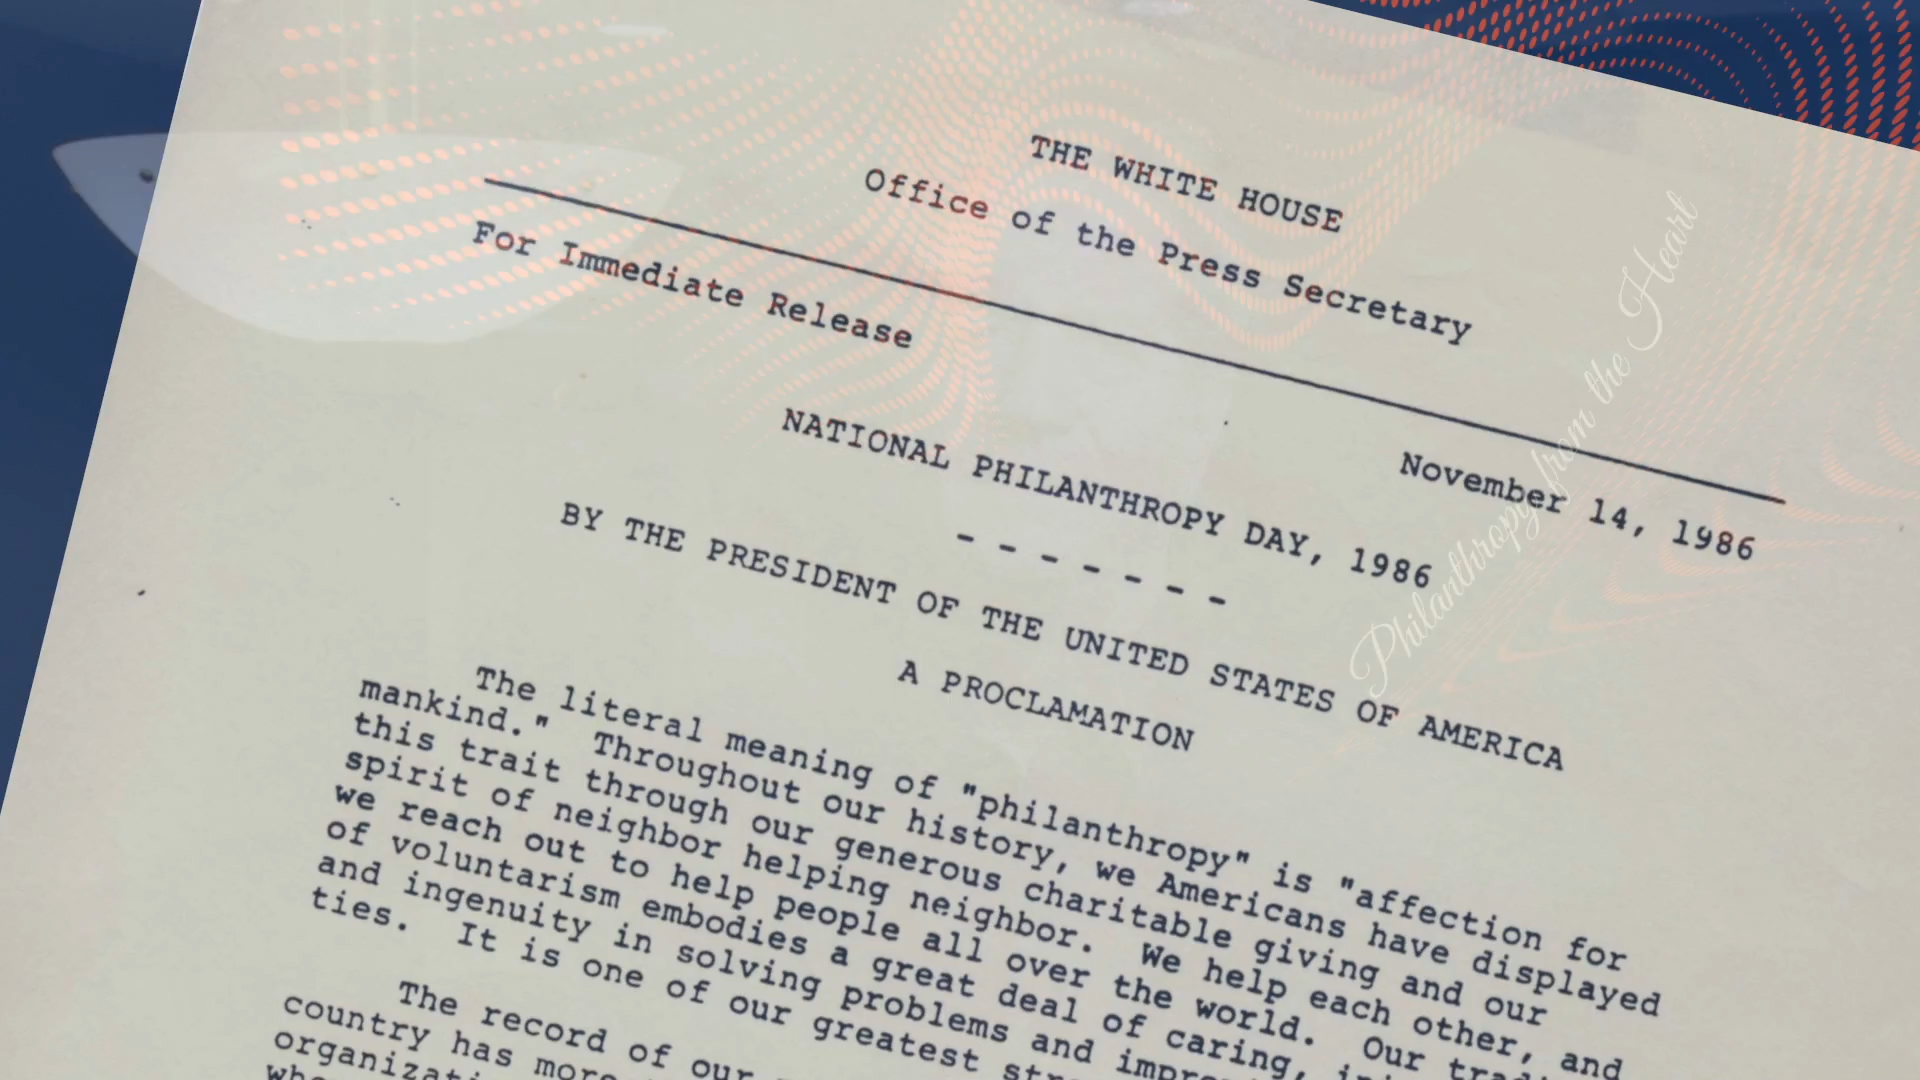 THE WHITE HOUSE
Office of the Press Secretary
For Immediate Release
November 14, 1986
NATIONAL PHILANTHROPY DAY, 1986
- - - - - - -
BY THE PRESIDENT OF THE UNITED STATES OF AMERICA
A PROCLAMATION
The literal meaning of "philanthropy" is "affection for
mankind." Throughout our history, we Americans have displayed
this trait through our generous charitable giving and our
spirit of neighbor helping neighbor. We help each other, and
we reach out to help people all over the world. Our
of voluntarism embodies a great deal of caring,
and ingenuity in solving problems and
ties. It is one of our greatest
The record of our
country has more
Philanthropy from the Heart